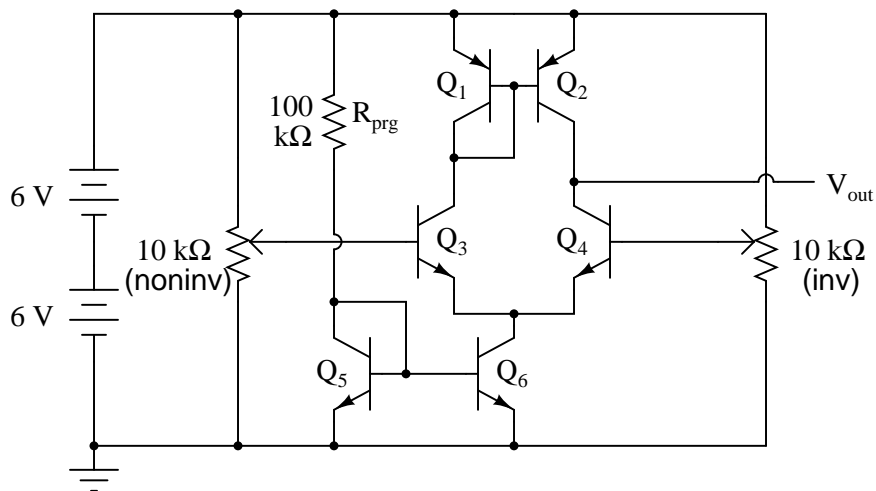 Q1
Q2
100
kΩ
Rprg
6 V
Vout
Q3
Q4
10 kΩ
(noninv)
10 kΩ
(inv)
6 V
Q5
Q6